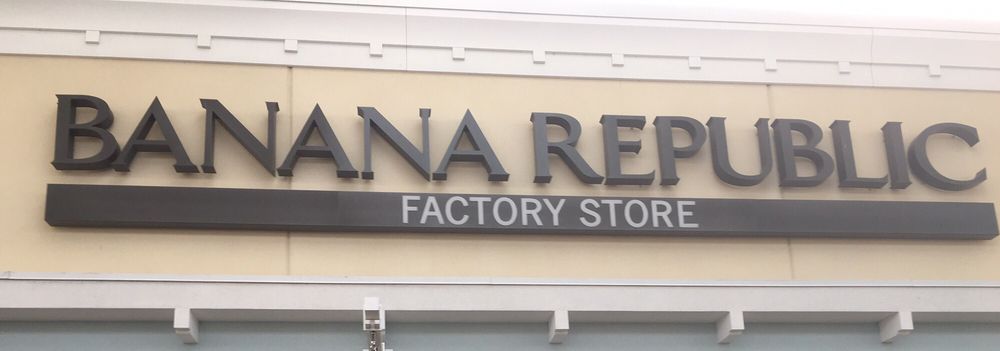 BANANA REPUBLIC
FACTORY STORE